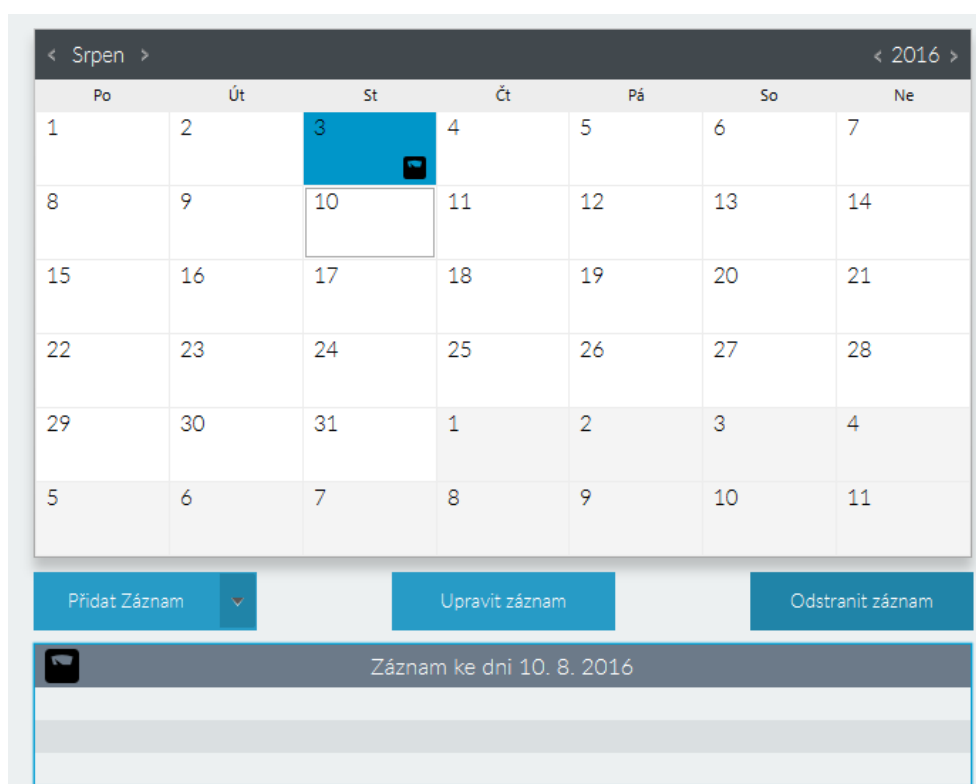 < Srpen > < 2016 >
Po Út St Čt Pá So Ne
1 2 3 4 5 6 7
8 9 10 11 12 13 14
15 16 17 18 19 20 21
22 23 24 25 26 27 28
29 30 31 1 2 3 4
5 6 7 8 9 10 11
Přidat Záznam Upravit záznam Odstranit záznam
Záznam ke dni 10. 8. 2016